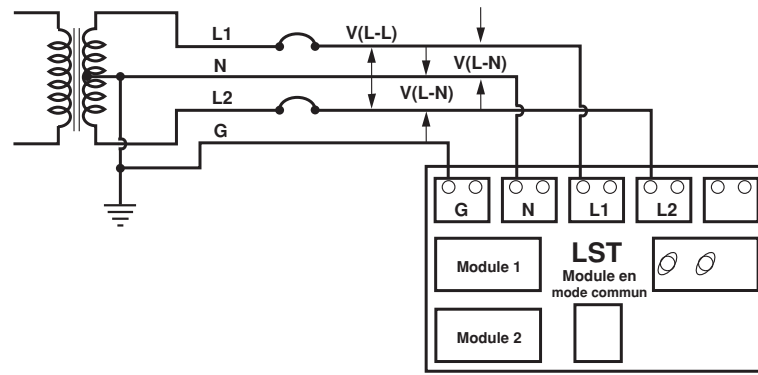 L1
V(L-L)
N
V(L-N)
L2
V(L-N)
G
G
N
L1
L2
Module 1
LST
Module en
mode commun
Module 2